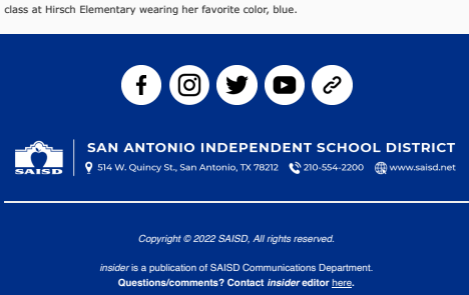 class at Hirsch Elementary wearing her favorite color, blue.
SAISD
SAN ANTONIO INDEPENDENT SCHOOL DISTRICT
514 W. Quincy St., San Antonio, TX 78212 210-554-2200 www.saisd.net
Copyright © 2022 SAISD, All rights reserved.
insider is a publication of SAISD Communications Department.
Questions/comments? Contact insider editor here.